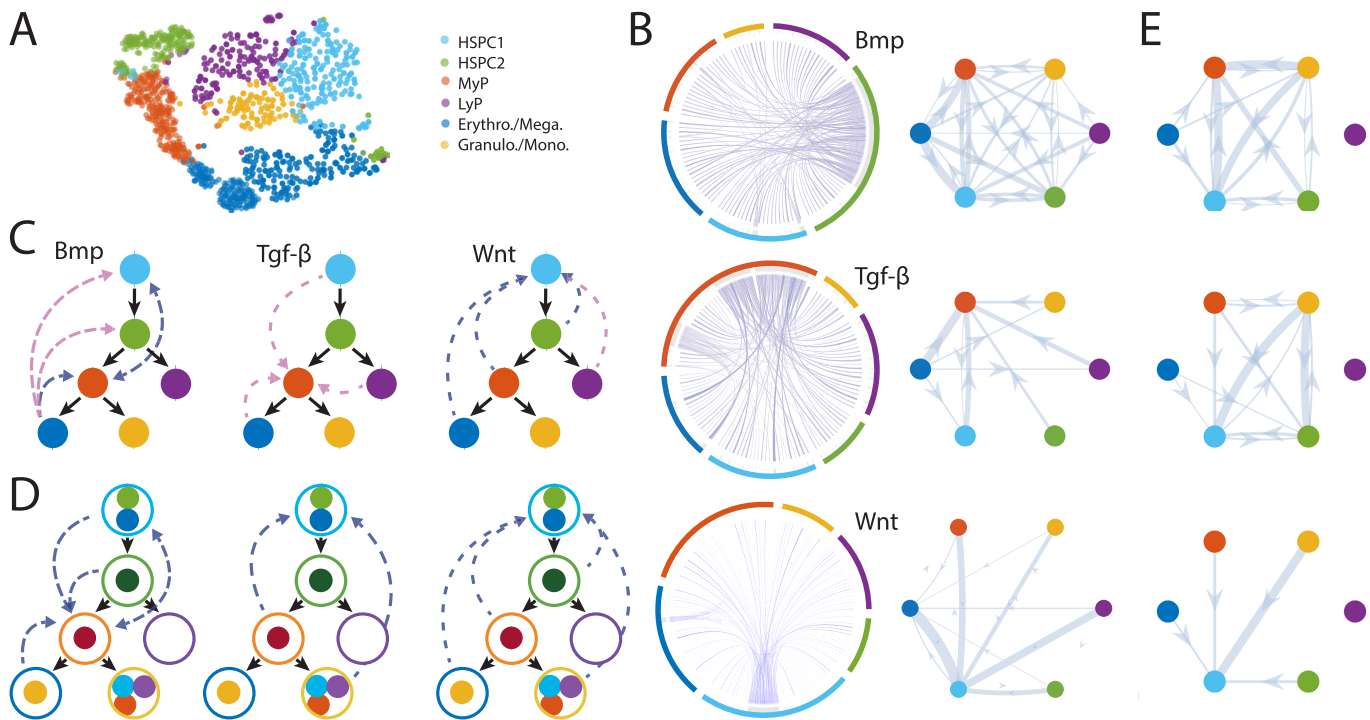 A
HSPC1
HSPC2
MyP
LyP
Erythro./Mega.
Granulo./Mono.
B
Bmp
Tgf-β
Wnt
E
C
Bmp
Tgf-β
Wnt
D